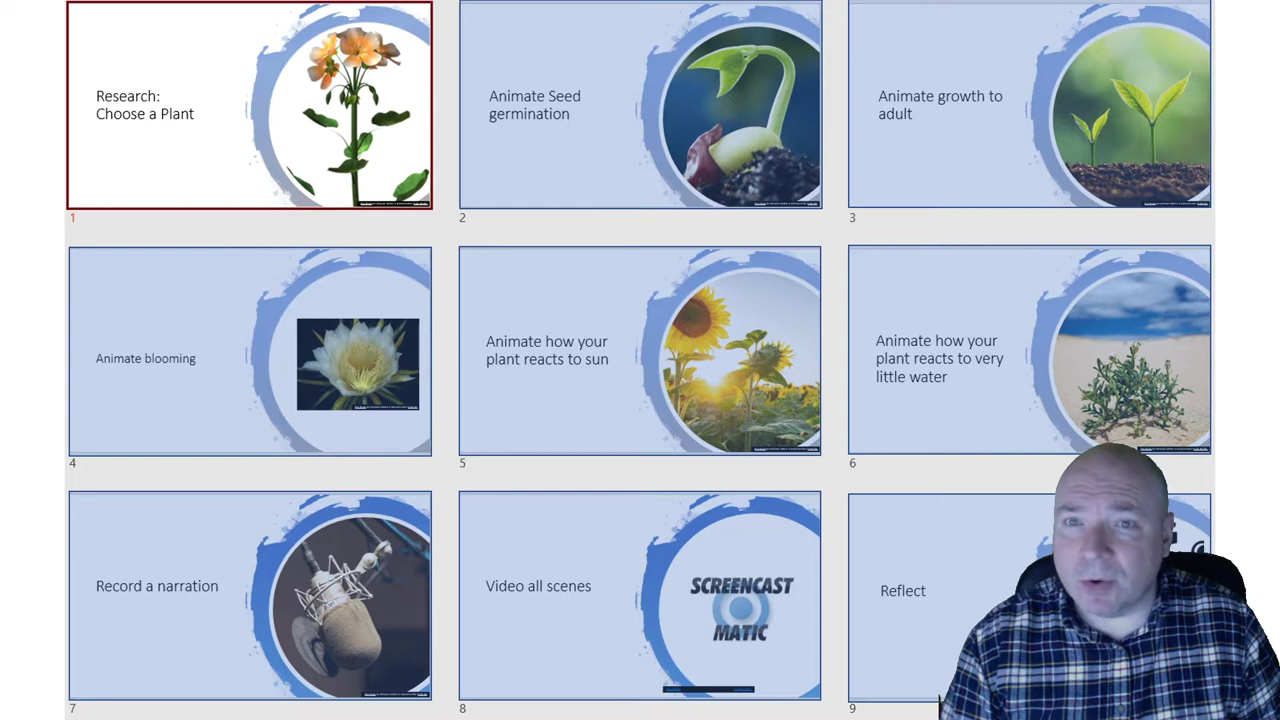 Research:
Choose a Plant
1
Animate Seed
germination
2
Animate growth to
adult
3
Animate blooming
4
Animate how your
plant reacts to sun
5
Animate how your
plant reacts to very
little water
6
Record a narration
7
Video all scenes
SCREENCAST
MATIC
8
Reflect
9